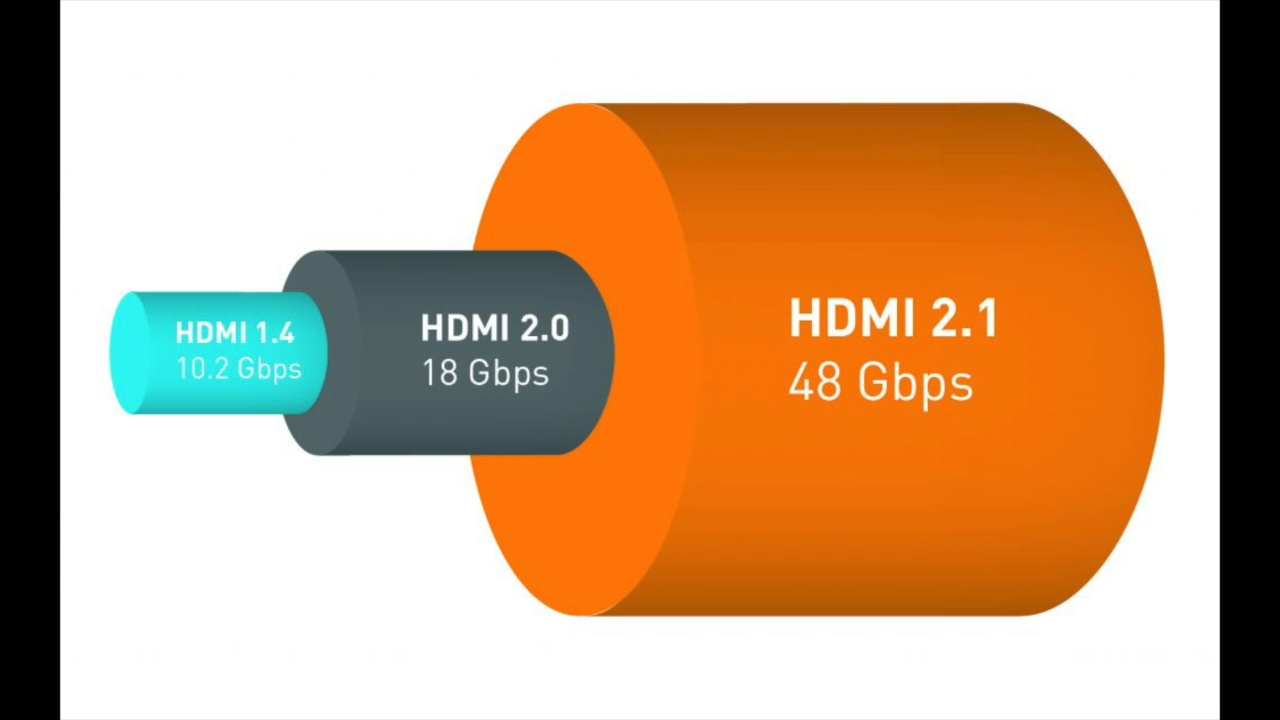 HDMI 1.4
10.2 Gbps
HDMI 2.0
18 Gbps
HDMI 2.1
48 Gbps